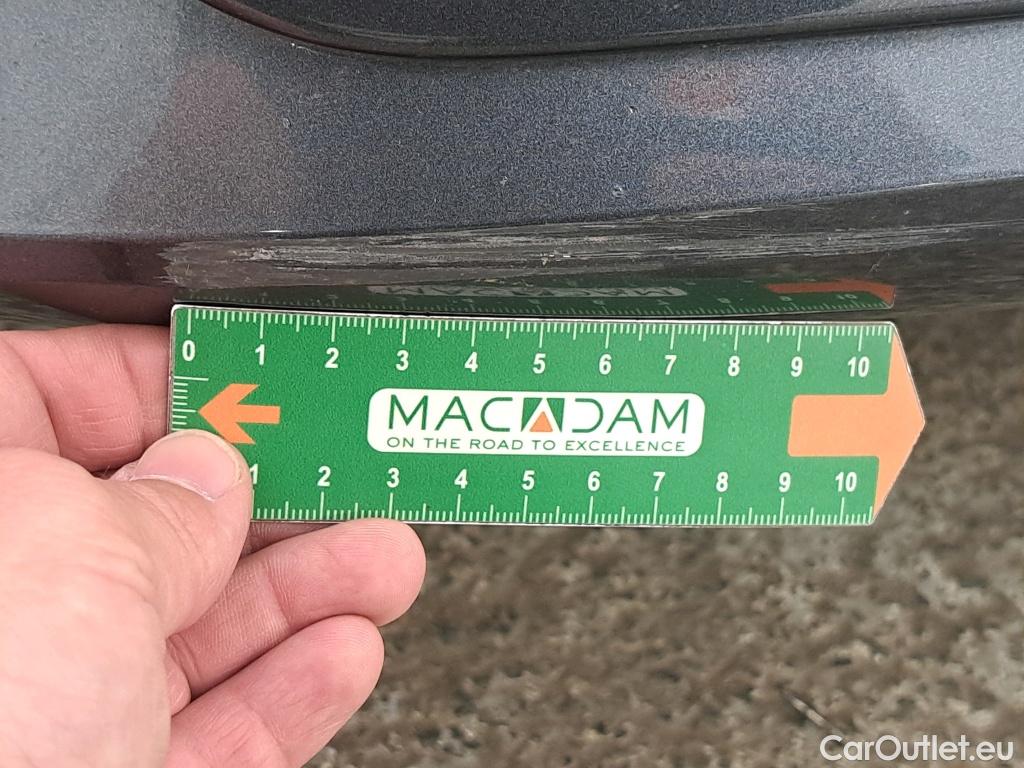 0 1 2 3 4 5 6 7 8 9 10
MACADAM
ON THE ROAD TO EXCELLENCE
1 2 3 4 5 6 7 8 9 10
CarOutlet.eu